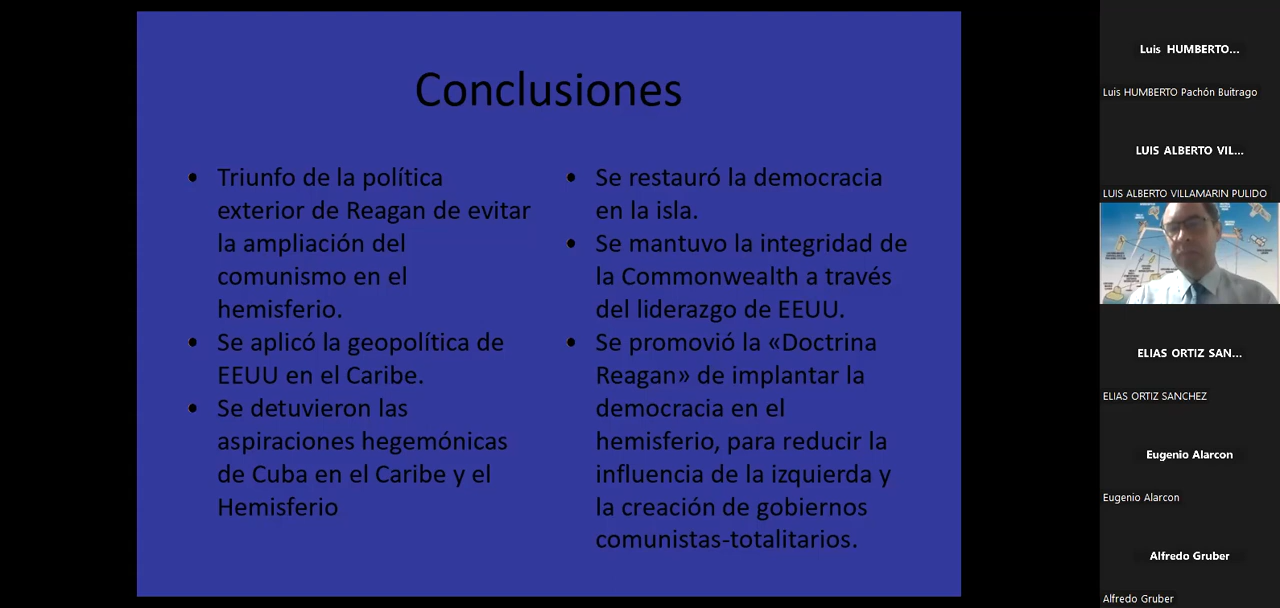 Conclusiones
• Triunfo de la política
exterior de Reagan de evitar
la ampliación del
comunismo en el
hemisferio.
• Se aplicó la geopolítica de
EEUU en el Caribe.
• Se detuvieron las
aspiraciones hegemónicas
de Cuba en el Caribe y el
Hemisferio
• Se restauró la democracia
en la isla.
• Se mantuvo la integridad de
la Commonwealth a través
del liderazgo de EEUU.
• Se promovió la «Doctrina
Reagan» de implantar la
democracia en el
hemisferio, para reducir la
influencia de la izquierda y
la creación de gobiernos
comunistas-totalitarios.
Luis HUMBERTO...
Luis HUMBERTO Pachón Buitrago
LUIS ALBERTO VIL...
LUIS ALBERTO VILLAMARIN PULIDO
ELIAS ORTIZ SAN...
ELIAS ORTIZ SANCHEZ
Eugenio Alarcon
Eugenio Alarcon
Alfredo Gruber
Alfredo Gruber